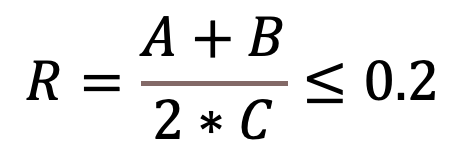 R = (A + B) / (2 * C) ≤ 0.2